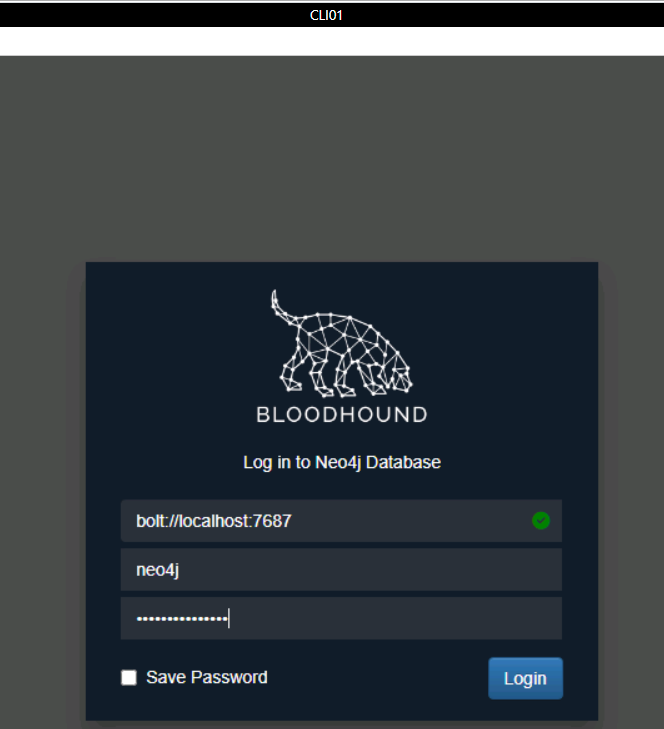 CLI01
BLOODHOUND
Log in to Neo4j Database
bolt://localhost:7687
neo4j
•••••••••••••••
Save Password
Login